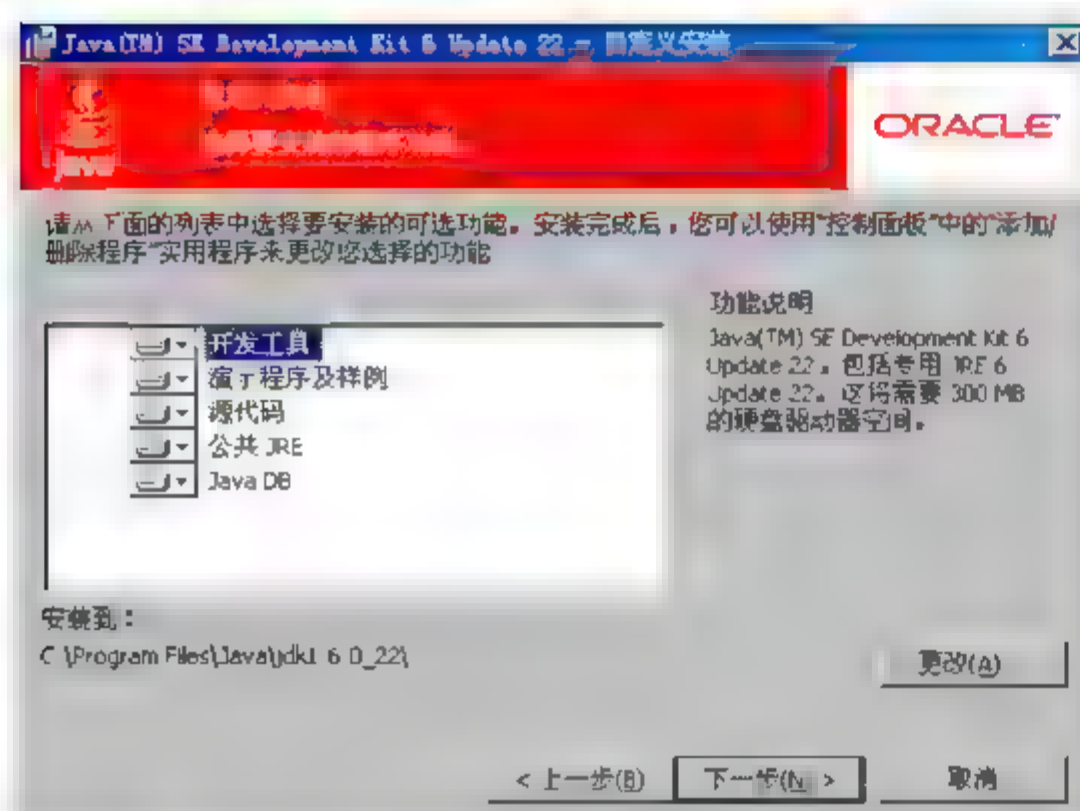 Java(TM) SE Development Kit 6 Update 22 - 自定义安装
ORACLE
请从下面的列表中选择要安装的可选功能。安装完成后，您可以使用“控制面板”中的“添加/
删除程序”实用程序来更改您选择的功能
功能说明
开发工具
Java(TM) SE Development Kit 6
演示程序及样例
Update 22，包括专用 JRE 6
源代码
Update 22。这将需要 300 MB
公共 JRE
的硬盘驱动器空间。
Java DB
安装到：
C:\Program Files\Java\jdk1.6.0_22\
更改(A)
< 上一步(B)
下一步(N) >
取消